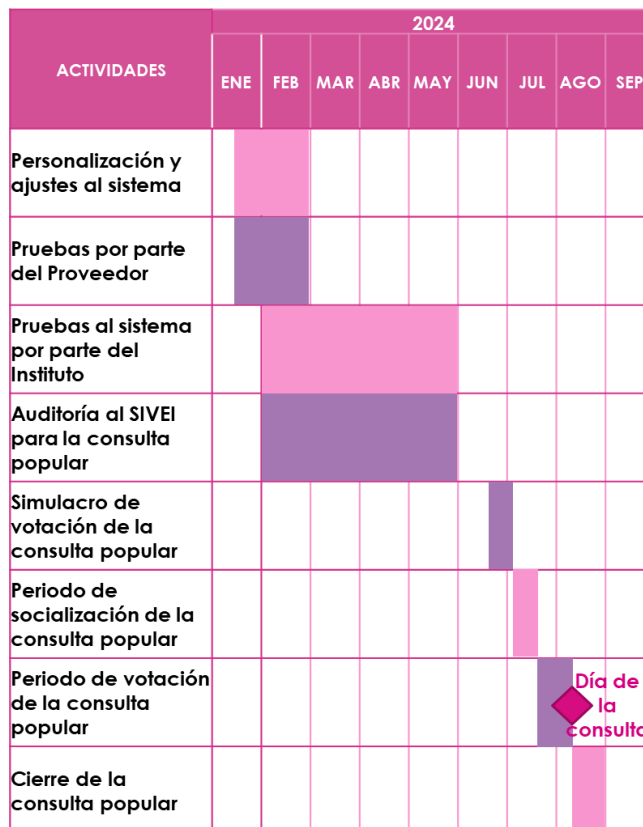 2024
ACTIVIDADES
ENE FEB MAR ABR MAY JUN JUL AGO SEP
Personalización y
ajustes al sistema
Pruebas por parte
del Proveedor
Pruebas al sistema
por parte del
Instituto
Auditoría al SIVEI
para la consulta
popular
Simulacro de
votación de la
consulta popular
Periodo de
socialización de la
consulta popular
Periodo de votación
de la consulta
popular
Día de
la
consulta
Cierre de la
consulta popular